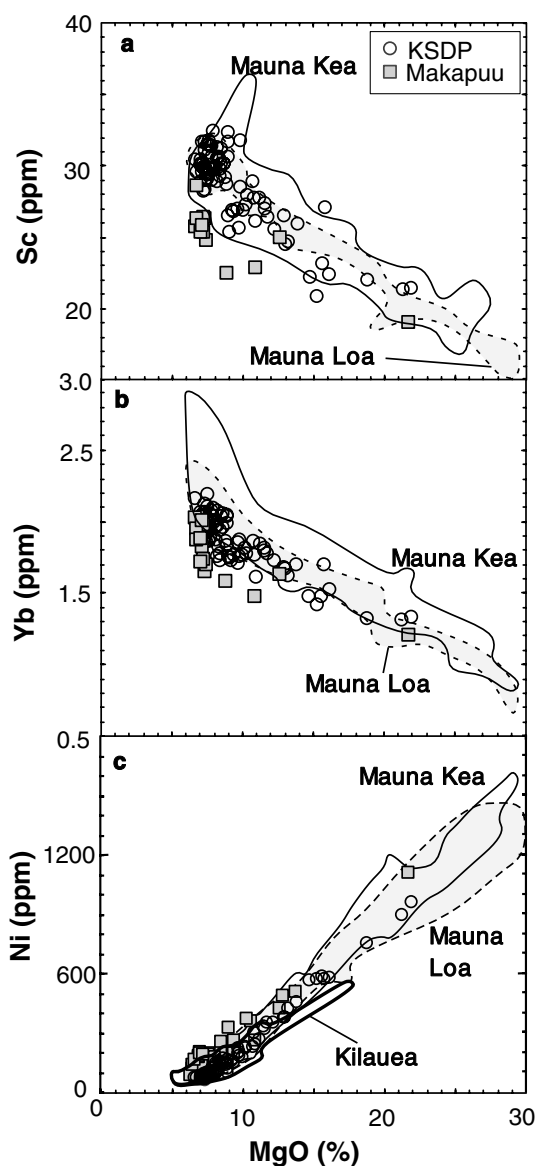 40
a
Mauna Kea
KSDP
Makapuu
30
Sc (ppm)
20
Mauna Loa
3.0
b
2.5
Yb (ppm)
Mauna Kea
1.5
Mauna Loa
0.5
c
Mauna Kea
1200
Ni (ppm)
Mauna
Loa
600
Kilauea
0
0 10 20 30
MgO (%)